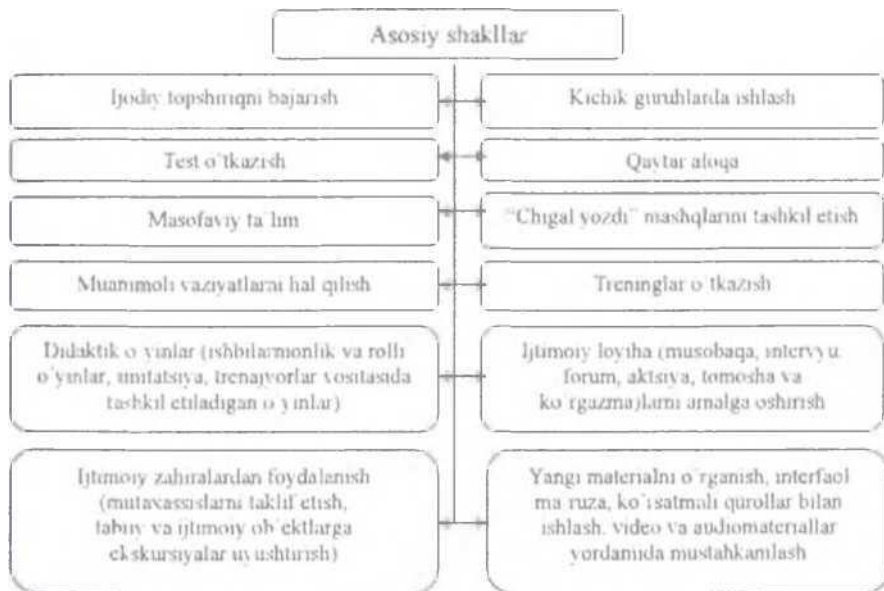 Asosiy shakllar
Ijodiy topshiriqni bajarish
Kichik guruhlarda ishlash
Test o`tkazish
Qaytar aloqa
Masofaviy ta`lim
"Chigal yozdi" mashqlarini tashkil etish
Muammoli vaziyatlarni hal qilish
Treninglar o`tkazish
Didaktik o`yinlar (ishbilarmonlik va rolli
o`yinlar, imitatsiya, trenajyorlar vositasida
tashkil etiladigan o`yinlar)
Ijtimoiy loyiha (musobaqa, intervyu,
forum, aktsiya, tomosha va
ko`rgazma)larni amalga oshirish
Ijtimoiy zahiralardan foydalanish
(mutaxassislarni taklif etish,
tabiiy va ijtimoiy ob`ektlarga
ekskursiyalar uyushtirish)
Yangi materialni o`rganish, interfaol
ma`ruza, ko`rsatmali qurollar bilan
ishlash, video va audiomateriallar
yordamida mustahkamlash